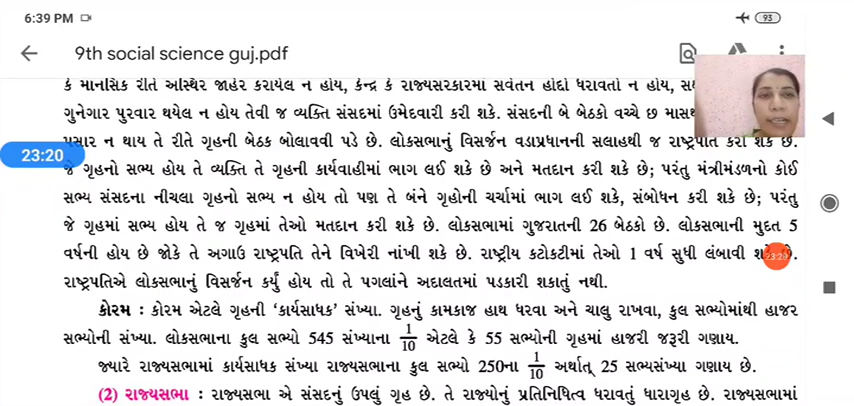 6:39 PM
93
9th social science guj.pdf
કે માનસિક રીતે અસ્થિર જાહેર કરાયેલ ન હોય, કેન્દ્ર કે રાજ્યસરકારમાં સવેતન હોદ્દો ધરાવતો ન હોય,
ગુનેગાર પુરવાર થયેલ ન હોય તેવી જ વ્યક્તિ સંસદમાં ઉમેદવારી કરી શકે. સંસદની બે બેઠકો વચ્ચે છ
પસાર ન થાય તે રીતે ગૃહની બેઠક બોલાવવી પડે છે. લોકસભાનું વિસર્જન વડાપ્રધાનની સલાહથી જ રાષ્ટ્રપતિ કરી શકે છે.
23:20
જે ગૃહનો સભ્ય હોય તે વ્યક્તિ તે ગૃહની કાર્યવાહીમાં ભાગ લઈ શકે છે અને મતદાન કરી શકે છે; પરંતુ મંત્રીમંડળનો કોઈ
સભ્ય સંસદના નીચલા ગૃહનો સભ્ય ન હોય તો પણ તે બંને ગૃહોની ચર્ચામાં ભાગ લઈ શકે, સંબોધન કરી શકે છે; પરંતુ
જે ગૃહમાં સભ્ય હોય તે જ ગૃહમાં તેઓ મતદાન કરી શકે છે. લોકસભામાં ગુજરાતની 26 બેઠકો છે. લોકસભાની મુદત 5
વર્ષની હોય છે જોકે તે અગાઉ રાષ્ટ્રપતિ તેને વિખેરી નાંખી શકે છે. રાષ્ટ્રીય કટોકટીમાં તેઓ 1 વર્ષ સુધી લંબાવી શકે છે.
23:20
રાષ્ટ્રપતિએ લોકસભાનું વિસર્જન કર્યું હોય તો તે પગલાંને અદાલતમાં પડકારી શકાતું નથી.
કોરમ : કોરમ એટલે ગૃહની ‘કાર્યસાધક’ સંખ્યા. ગૃહનું કામકાજ હાથ ધરવા અને ચાલુ રાખવા, કુલ સભ્યોમાંથી હાજર
સભ્યોની સંખ્યા. લોકસભાના કુલ સભ્યો 545 સંખ્યાના 1/10 એટલે કે 55 સભ્યોની ગૃહમાં હાજરી જરૂરી ગણાય.
જ્યારે રાજ્યસભામાં કાર્યસાધક સંખ્યા રાજ્યસભાના કુલ સભ્યો 250ના 1/10 અર્થાત્ 25 સભ્યસંખ્યા ગણાય છે.
(2) રાજ્યસભા : રાજ્યસભા એ સંસદનું ઉપલું ગૃહ છે. તે રાજ્યોનું પ્રતિનિધિત્વ ધરાવતું ધારાગૃહ છે. રાજ્યસભામાં